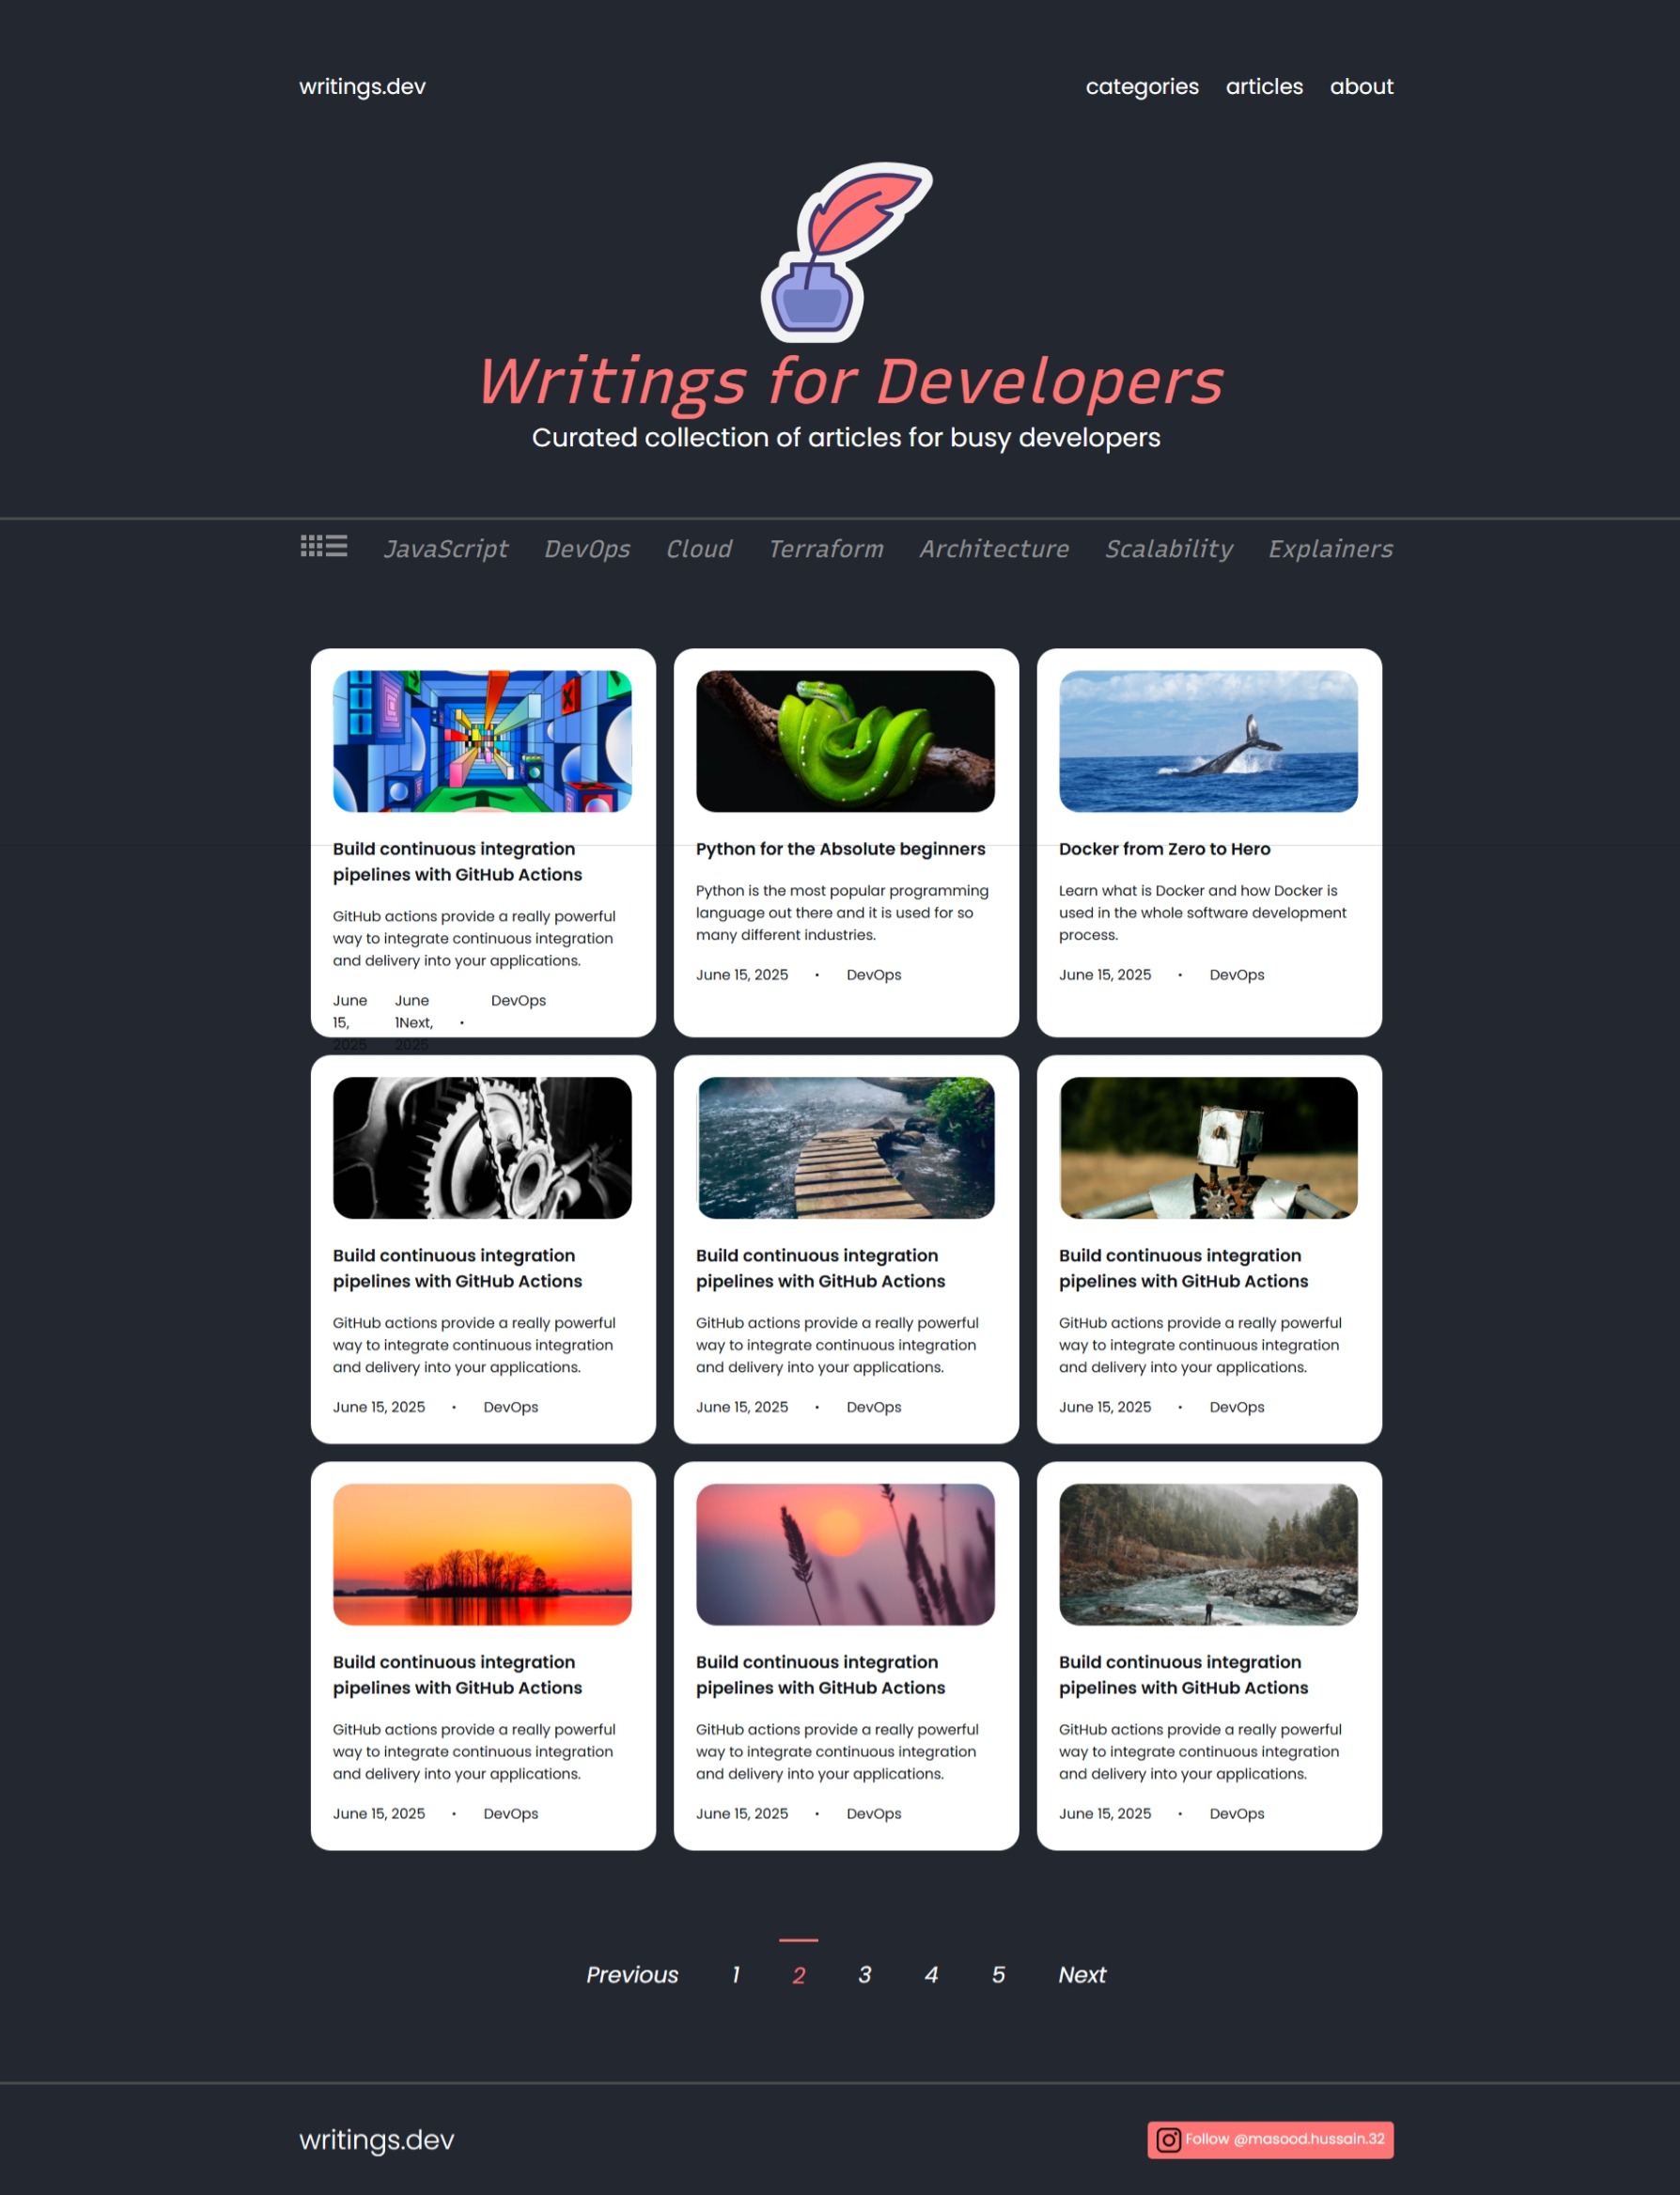 writings.dev
categories articles about
Writings for Developers
Curated collection of articles for busy developers
JavaScript DevOps Cloud Terraform Architecture Scalability Explainers
Build continuous integration
pipelines with GitHub Actions
GitHub actions provide a really powerful
way to integrate continuous integration
and delivery into your applications.
June
15,
2025
June
1Next,
2025
•
DevOps
Python for the Absolute beginners
Python is the most popular programming
language out there and it is used for so
many different industries.
June 15, 2025 • DevOps
Docker from Zero to Hero
Learn what is Docker and how Docker is
used in the whole software development
process.
June 15, 2025 • DevOps
Build continuous integration
pipelines with GitHub Actions
GitHub actions provide a really powerful
way to integrate continuous integration
and delivery into your applications.
June 15, 2025 • DevOps
Build continuous integration
pipelines with GitHub Actions
GitHub actions provide a really powerful
way to integrate continuous integration
and delivery into your applications.
June 15, 2025 • DevOps
Build continuous integration
pipelines with GitHub Actions
GitHub actions provide a really powerful
way to integrate continuous integration
and delivery into your applications.
June 15, 2025 • DevOps
Build continuous integration
pipelines with GitHub Actions
GitHub actions provide a really powerful
way to integrate continuous integration
and delivery into your applications.
June 15, 2025 • DevOps
Build continuous integration
pipelines with GitHub Actions
GitHub actions provide a really powerful
way to integrate continuous integration
and delivery into your applications.
June 15, 2025 • DevOps
Build continuous integration
pipelines with GitHub Actions
GitHub actions provide a really powerful
way to integrate continuous integration
and delivery into your applications.
June 15, 2025 • DevOps
Previous 1 2 3 4 5 Next
writings.dev
Follow @masood.hussain.32